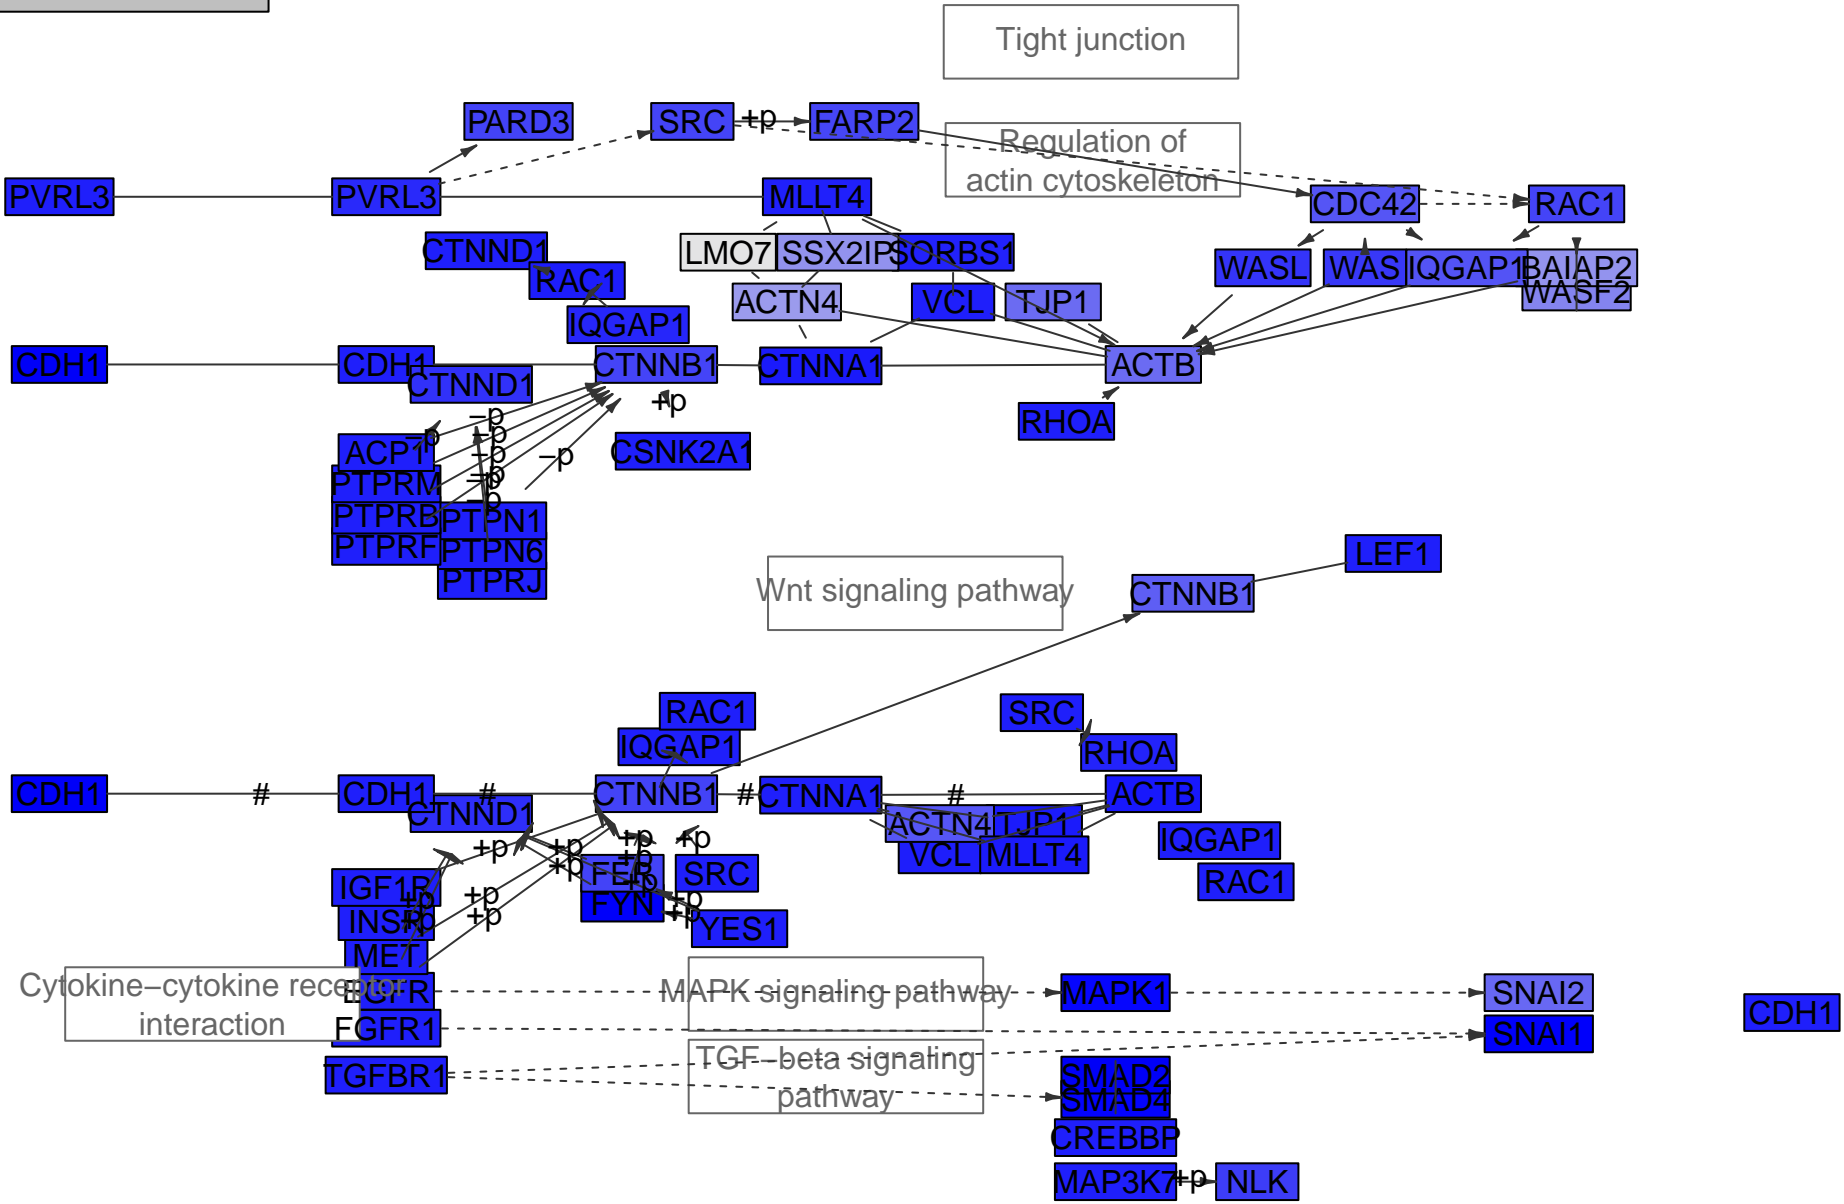 Tight junction
PARD3
SRC
+p
FARP2
Regulation of
actin cytoskeleton
PVRL3
PVRL3
MLLT4
CDC42
RAC1
CTNND1
LMO7
SSX2IP
SORBS1
WASL
WAS
IQGAP1
BAIAP2
RAC1
WASF2
ACTN4
VCL
TJP1
IQGAP1
CDH1
CDH1
CTNNB1
CTNNA1
ACTB
CTNND1
+p
–p
RHOA
–p
–p
ACP1
–p
–p
CSNK2A1
PTPRM
–p
–p
–p
PTPRB
PTPN1
PTPRF
PTPN6
LEF1
PTPRJ
Wnt signaling pathway
CTNNB1
RAC1
SRC
IQGAP1
RHOA
CDH1
#
CDH1
#
CTNNB1
#
CTNNA1
#
ACTB
CTNND1
ACTN4
TJP1
+p
+p
+p
+p
IQGAP1
+p
+p
VCL
MLLT4
FER
SRC
IGF1R
+p
+p
+p
+p
RAC1
FYN
+p
INSR
+p
+p
YES1
MET
Cytokine–cytokine receptor
interaction
EGFR
MAPK signaling pathway
MAPK1
SNAI2
CDH1
FGFR1
SNAI1
TGF–beta signaling
pathway
TGFBR1
SMAD2
SMAD4
CREBBP
MAP3K7
+p
NLK